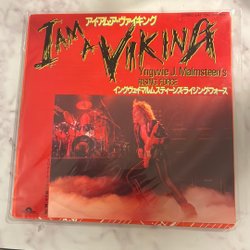 アイ・アム・ア・ヴァイキング
I AM A VIKING
Yngwie J. Malmsteen's
RISING FORCE
イングヴェイ・マルムスティーンズ・ライジング・フォース